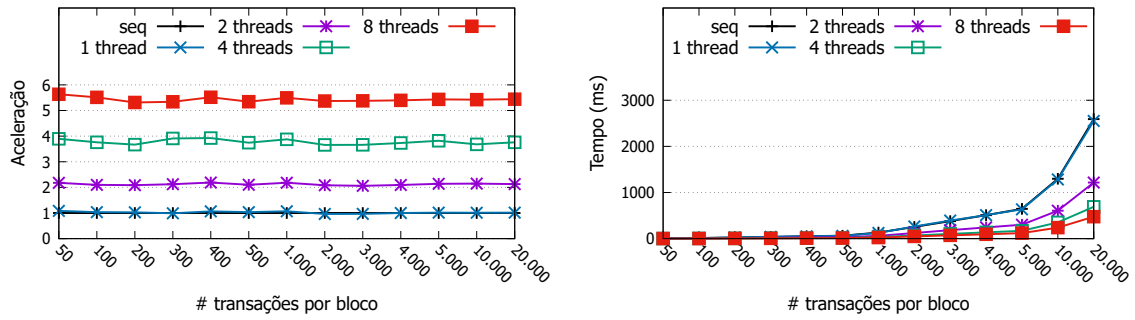 seq 2 threads 8 threads
1 thread 4 threads
Aceleração
6
5
4
3
2
1
0
50 100 200 300 400 500 1.000 2.000 3.000 4.000 5.000 10.000 20.000
# transações por bloco
seq 2 threads 8 threads
1 thread 4 threads
Tempo (ms)
3000
2000
1000
0
50 100 200 300 400 500 1.000 2.000 3.000 4.000 5.000 10.000 20.000
# transações por bloco